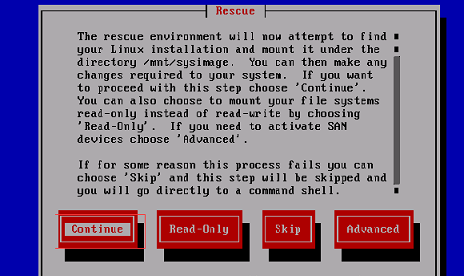 Rescue
The rescue environment will now attempt to find
your Linux installation and mount it under the
directory /mnt/sysimage.  You can then make any
changes required to your system.  If you want
to proceed with this step choose 'Continue'.
You can also choose to mount your file systems
read-only instead of read-write by choosing
'Read-Only'.  If you need to activate SAN
devices choose 'Advanced'.

If for some reason this process fails you can
choose 'Skip' and this step will be skipped and
you will go directly to a command shell.
Continue Read-Only Skip Advanced